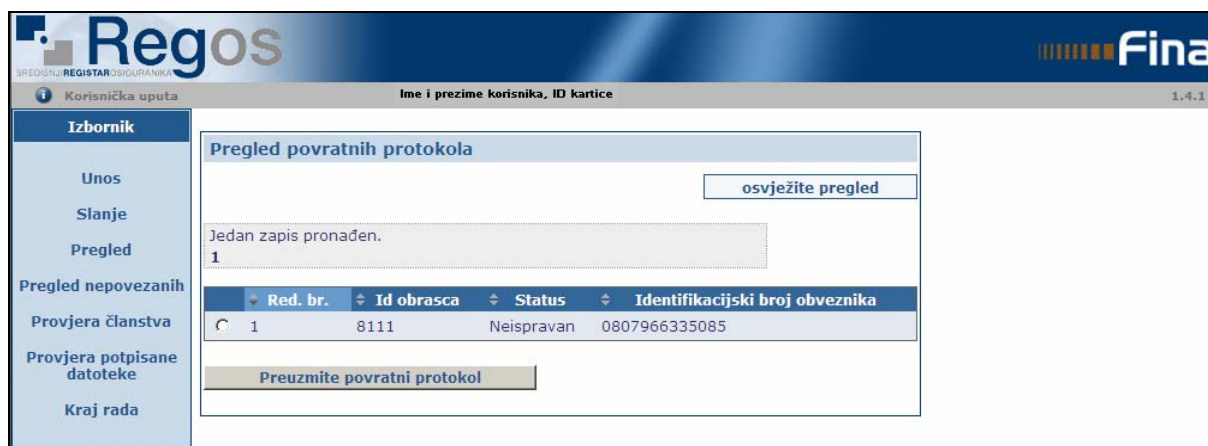 Regos
SREDIŠNJI REGISTAR OSIGURANIKA
Fina
Korisnička uputa
Ime i prezime korisnika, ID kartice
1.4.1
Izbornik
Unos
Slanje
Pregled
Pregled nepovezanih
Provjera članstva
Provjera potpisane
datoteke
Kraj rada
Pregled povratnih protokola
osvježite pregled
Jedan zapis pronađen.
1
Red. br. Id obrasca Status Identifikacijski broj obveznika
1 8111 Neispravan 0807966335085
Preuzmite povratni protokol